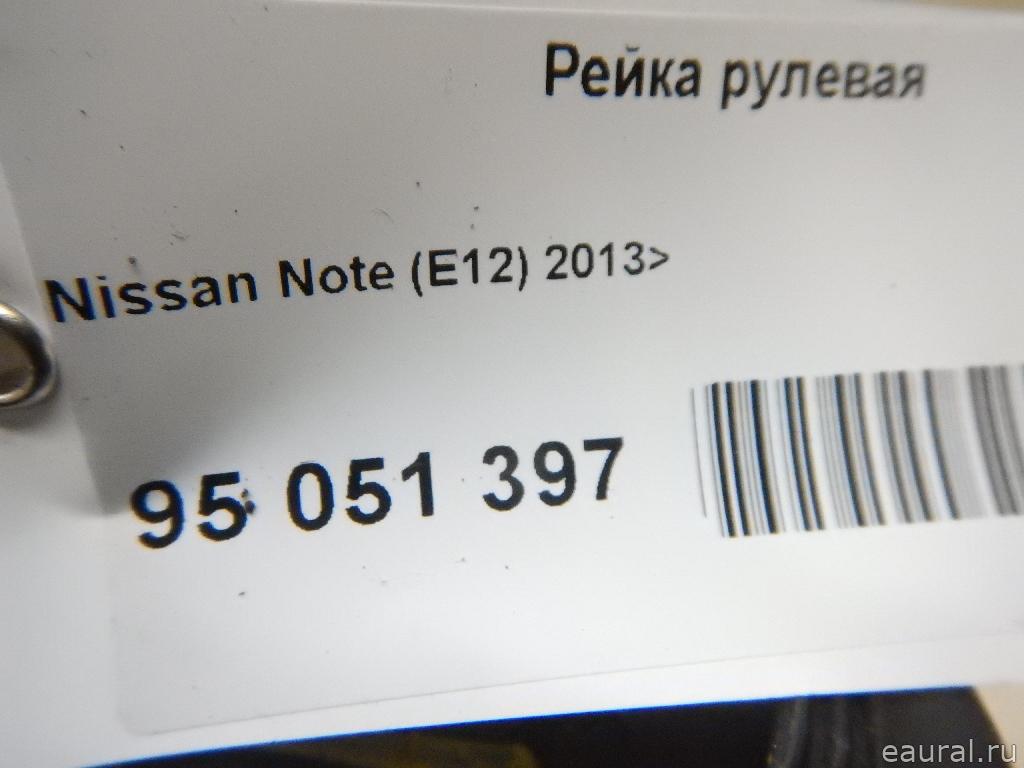 Рейка рулевая
Nissan Note (E12) 2013>
95 051 397
eaural.ru